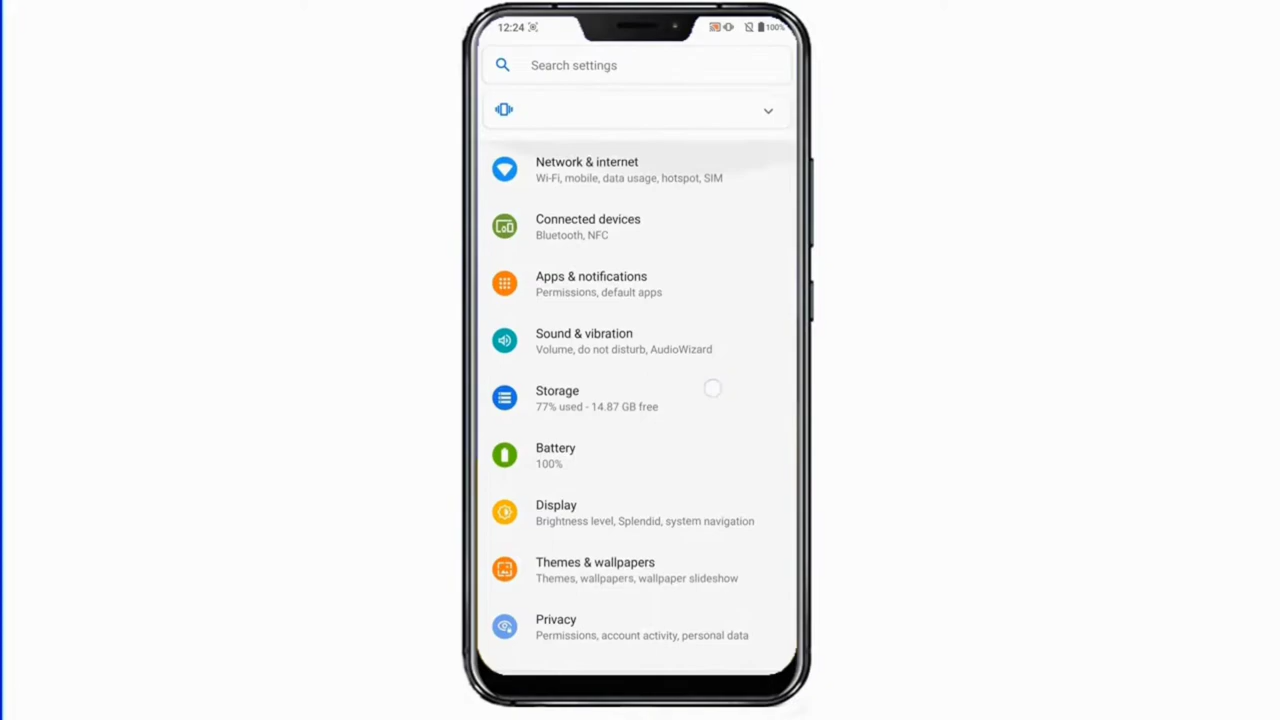 12:24
100%
Search settings
Network & internet
Wi-Fi, mobile, data usage, hotspot, SIM
Connected devices
Bluetooth, NFC
Apps & notifications
Permissions, default apps
Sound & vibration
Volume, do not disturb, AudioWizard
Storage
77% used - 14.87 GB free
Battery
100%
Display
Brightness level, Splendid, system navigation
Themes & wallpapers
Themes, wallpapers, wallpaper slideshow
Privacy
Permissions, account activity, personal data